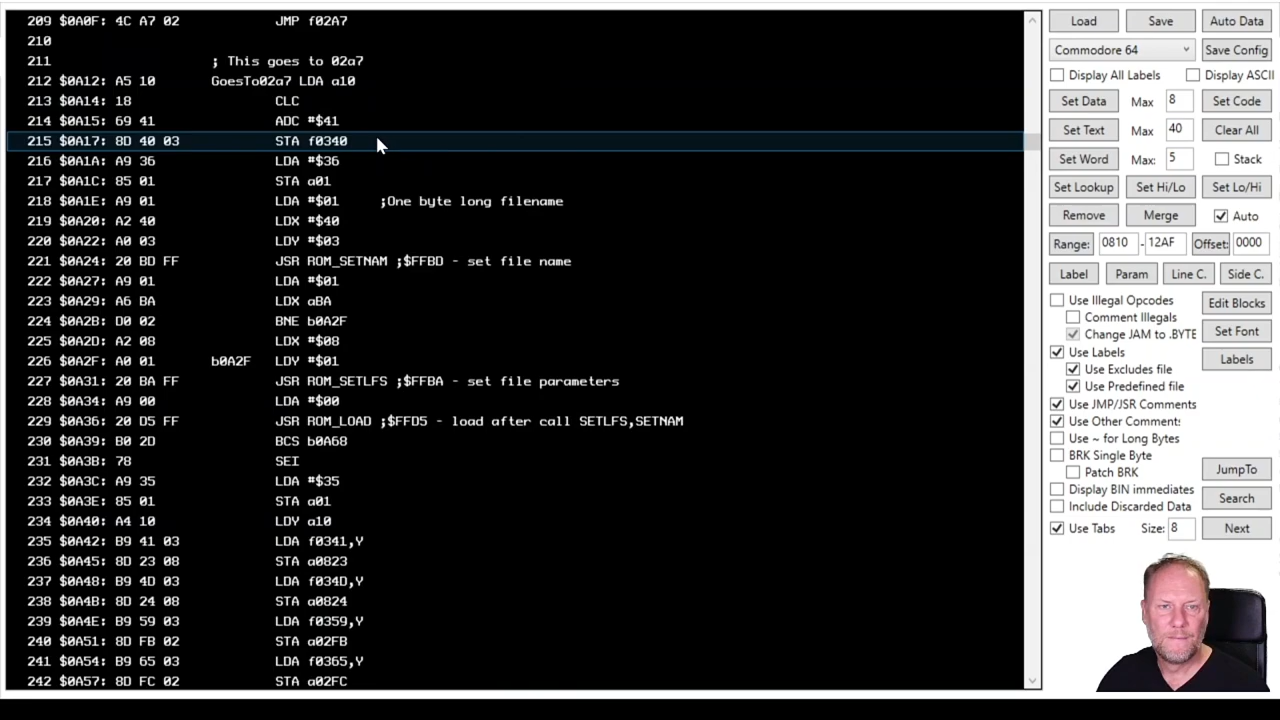 209 $0A0F: 4C A7 02 JMP f02A7
210
211 ; This goes to 02a7
212 $0A12: A5 10 GoesTo02a7 LDA a10
213 $0A14: 18 CLC
214 $0A15: 69 41 ADC #$41
215 $0A17: 8D 40 03 STA f0340
216 $0A1A: A9 36 LDA #$36
217 $0A1C: 85 01 STA a01
218 $0A1E: A9 01 LDA #$01 ;One byte long filename
219 $0A20: A2 40 LDX #$40
220 $0A22: A0 03 LDY #$03
221 $0A24: 20 BD FF JSR ROM_SETNAM ;$FFBD - set file name
222 $0A27: A9 01 LDA #$01
223 $0A29: A6 BA LDX aBA
224 $0A2B: D0 02 BNE b0A2F
225 $0A2D: A2 08 LDX #$08
226 $0A2F: A0 01 b0A2F LDY #$01
227 $0A31: 20 BA FF JSR ROM_SETLFS ;$FFBA - set file parameters
228 $0A34: A9 00 LDA #$00
229 $0A36: 20 D5 FF JSR ROM_LOAD ;$FFD5 - load after call SETLFS,SETNAM
230 $0A39: B0 2D BCS b0A68
231 $0A3B: 78 SEI
232 $0A3C: A9 35 LDA #$35
233 $0A3E: 85 01 STA a01
234 $0A40: A4 10 LDY a10
235 $0A42: B9 41 03 LDA f0341,Y
236 $0A45: 8D 23 08 STA a0823
237 $0A48: B9 4D 03 LDA f034D,Y
238 $0A4B: 8D 24 08 STA a0824
239 $0A4E: B9 59 03 LDA f0359,Y
240 $0A51: 8D FB 02 STA a02FB
241 $0A54: B9 65 03 LDA f0365,Y
242 $0A57: 8D FC 02 STA a02FC
Load Save Auto Data
Commodore 64 Save Config
Display All Labels Display ASCII
Set Data Max 8 Set Code
Set Text Max 40 Clear All
Set Word Max: 5 Stack
Set Lookup Set Hi/Lo Set Lo/Hi
Remove Merge Auto
Range: 0810 - 12AF Offset: 0000
Label Param Line C. Side C.
Use Illegal Opcodes Edit Blocks
Comment Illegals
Change JAM to .BYTE Set Font
Use Labels Labels
Use Excludes file
Use Predefined file
Use JMP/JSR Comments
Use Other Comments
Use ~ for Long Bytes
BRK Single Byte
Patch BRK JumpTo
Display BIN immediates Search
Include Discarded Data
Use Tabs Size: 8 Next